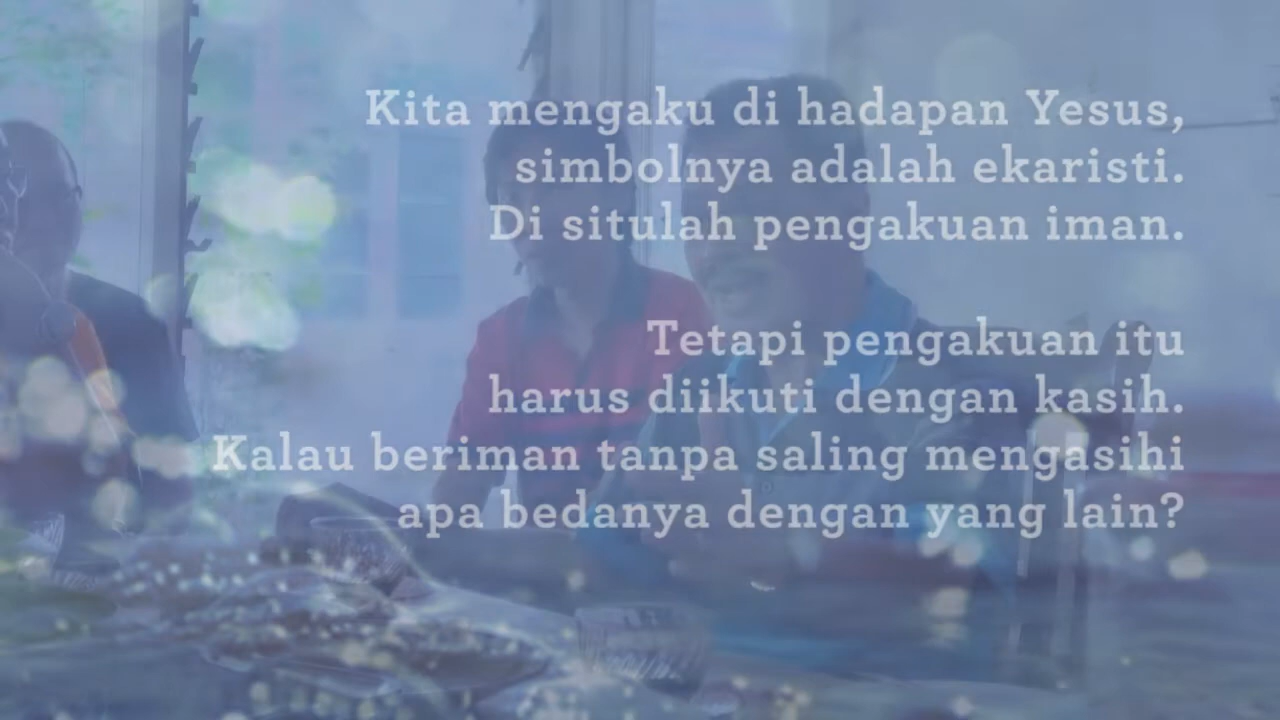 Kita mengaku di hadapan Yesus,
simbolnya adalah ekaristi.
Di situlah pengakuan iman.
Tetapi pengakuan itu
harus diikuti dengan kasih.
Kalau beriman tanpa saling mengasihi
apa bedanya dengan yang lain?